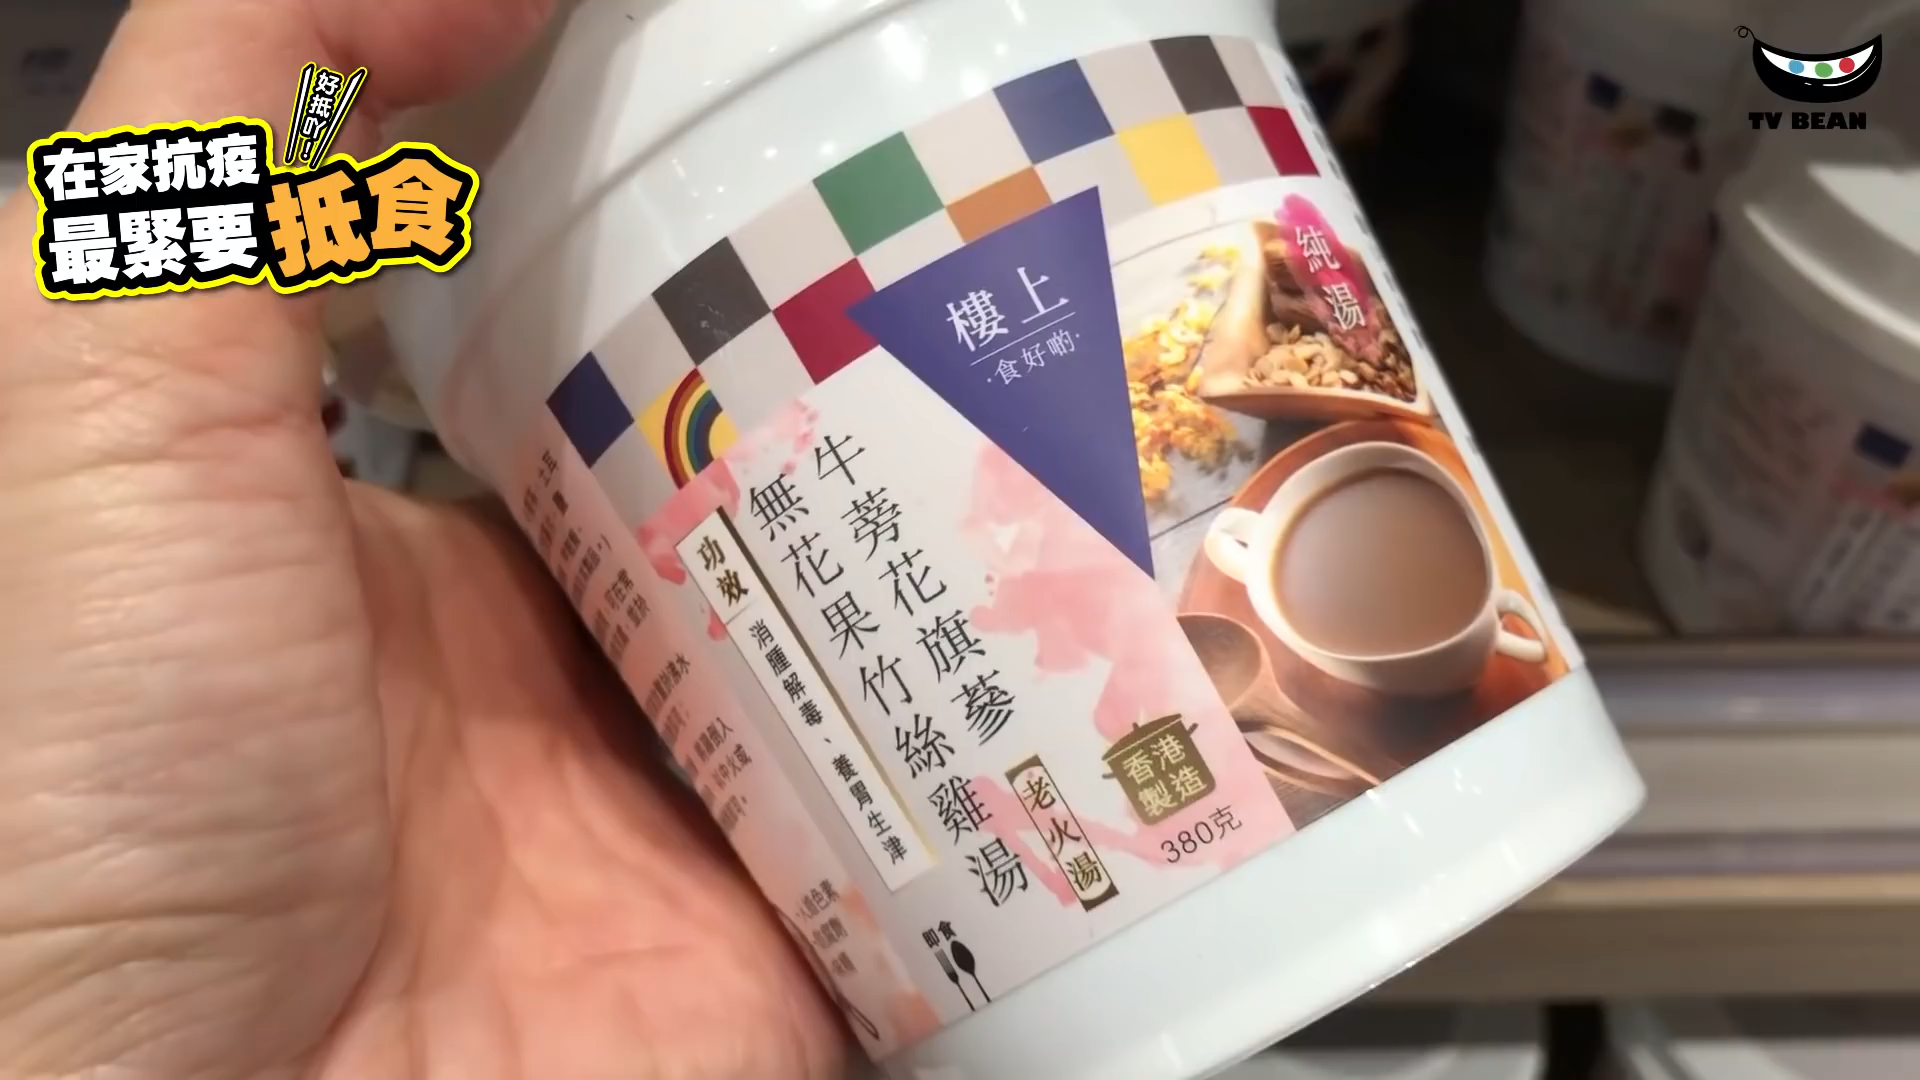 好抵呀!
在家抗疫
最緊要抵食
TV BEAN
樓上
·食好啲·
純湯
牛蒡花旗蔘
無花果竹絲雞湯
功效
消腫解毒、養胃生津
老火湯
香港
製造
380克
即食